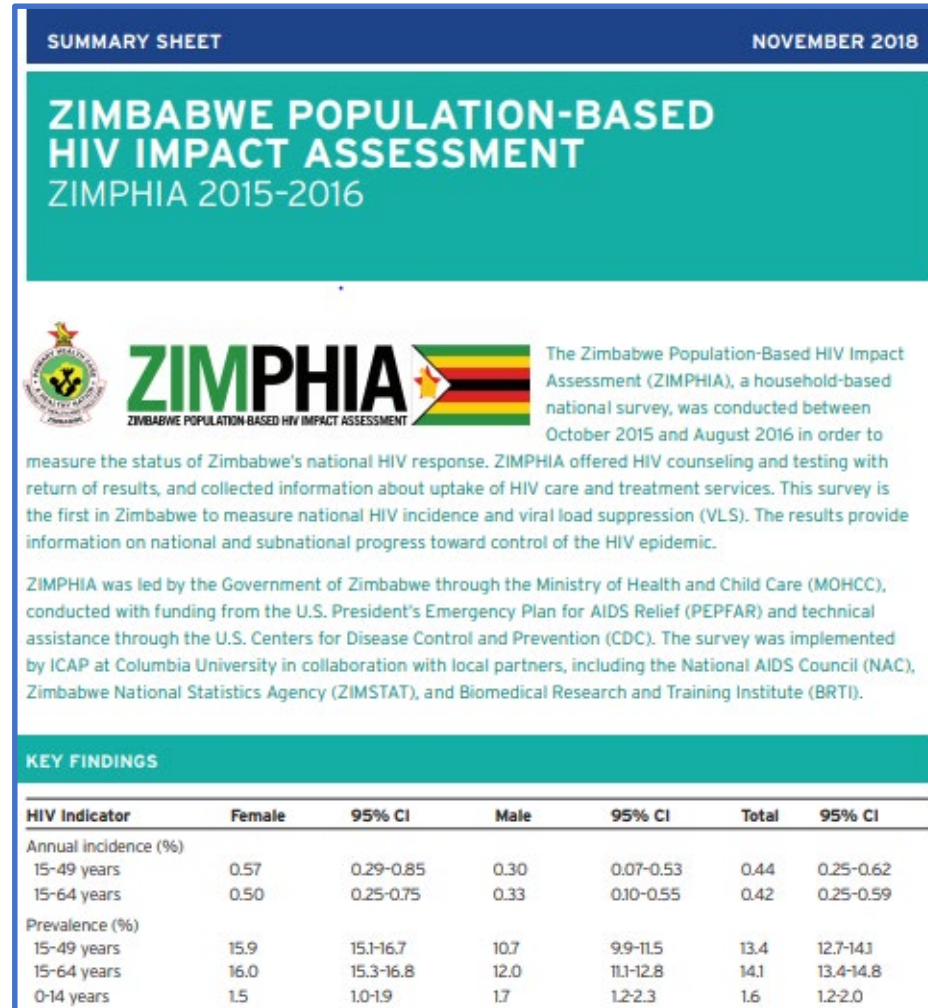 SUMMARY SHEET NOVEMBER 2018
ZIMBABWE POPULATION-BASED
HIV IMPACT ASSESSMENT
ZIMPHIA 2015-2016
ZIMPHIA
ZIMBABWE POPULATION-BASED HIV IMPACT ASSESSMENT
The Zimbabwe Population-Based HIV Impact
Assessment (ZIMPHIA), a household-based
national survey, was conducted between
October 2015 and August 2016 in order to
measure the status of Zimbabwe's national HIV response. ZIMPHIA offered HIV counseling and testing with
return of results, and collected information about uptake of HIV care and treatment services. This survey is
the first in Zimbabwe to measure national HIV incidence and viral load suppression (VLS). The results provide
information on national and subnational progress toward control of the HIV epidemic.
ZIMPHIA was led by the Government of Zimbabwe through the Ministry of Health and Child Care (MOHCC),
conducted with funding from the U.S. President's Emergency Plan for AIDS Relief (PEPFAR) and technical
assistance through the U.S. Centers for Disease Control and Prevention (CDC). The survey was implemented
by ICAP at Columbia University in collaboration with local partners, including the National AIDS Council (NAC),
Zimbabwe National Statistics Agency (ZIMSTAT), and Biomedical Research and Training Institute (BRTI).
KEY FINDINGS
HIV Indicator Female 95% CI Male 95% CI Total 95% CI
Annual incidence (%)
15-49 years 0.57 0.29-0.85 0.30 0.07-0.53 0.44 0.25-0.62
15-64 years 0.50 0.25-0.75 0.33 0.10-0.55 0.42 0.25-0.59
Prevalence (%)
15-49 years 15.9 15.1-16.7 10.7 9.9-11.5 13.4 12.7-14.1
15-64 years 16.0 15.3-16.8 12.0 11.1-12.8 14.1 13.4-14.8
0-14 years 1.5 1.0-1.9 1.7 1.2-2.3 1.6 1.2-2.0